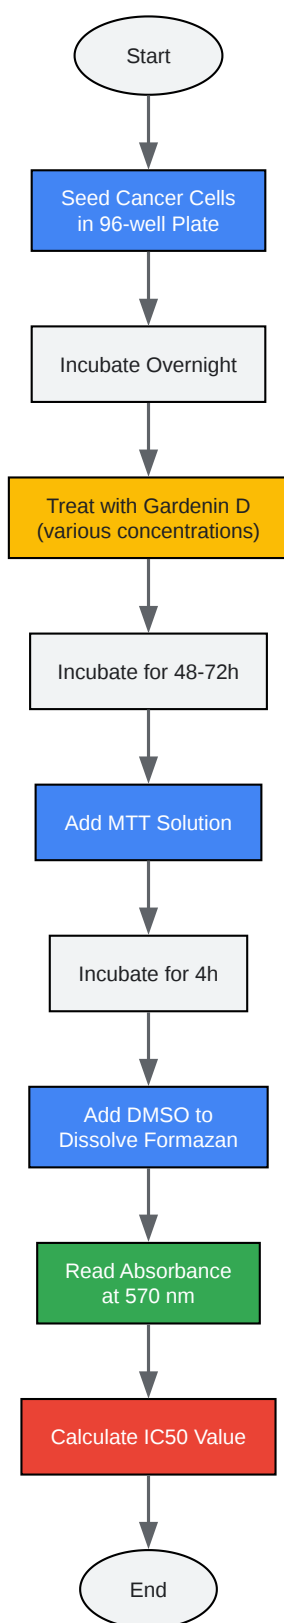 Start
Seed Cancer Cells
in 96-well Plate
Incubate Overnight
Treat with Gardenin D
(various concentrations)
Incubate for 48-72h
Add MTT Solution
Incubate for 4h
Add DMSO to
Dissolve Formazan
Read Absorbance
at 570 nm
Calculate IC50 Value
End